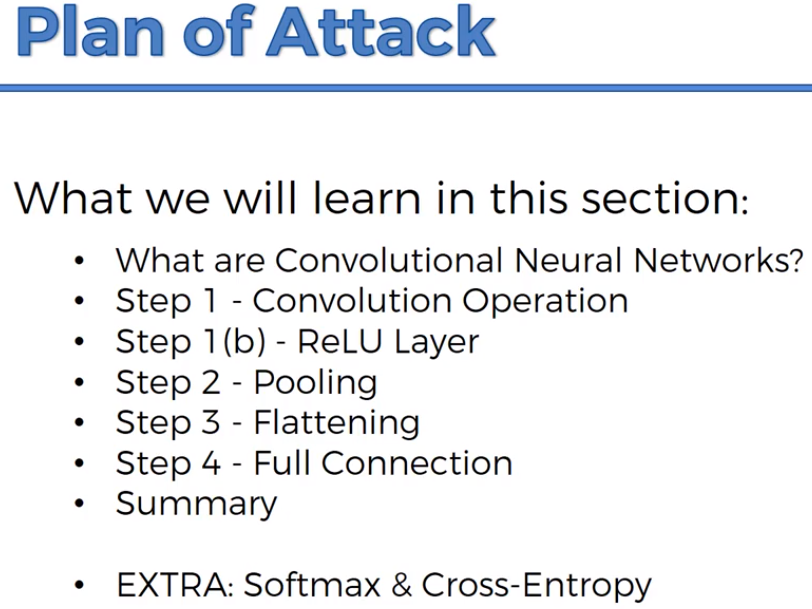 Plan of Attack
What we will learn in this section:
• What are Convolutional Neural Networks?
• Step 1 - Convolution Operation
• Step 1(b) - ReLU Layer
• Step 2 - Pooling
• Step 3 - Flattening
• Step 4 - Full Connection
• Summary
• EXTRA: Softmax & Cross-Entropy